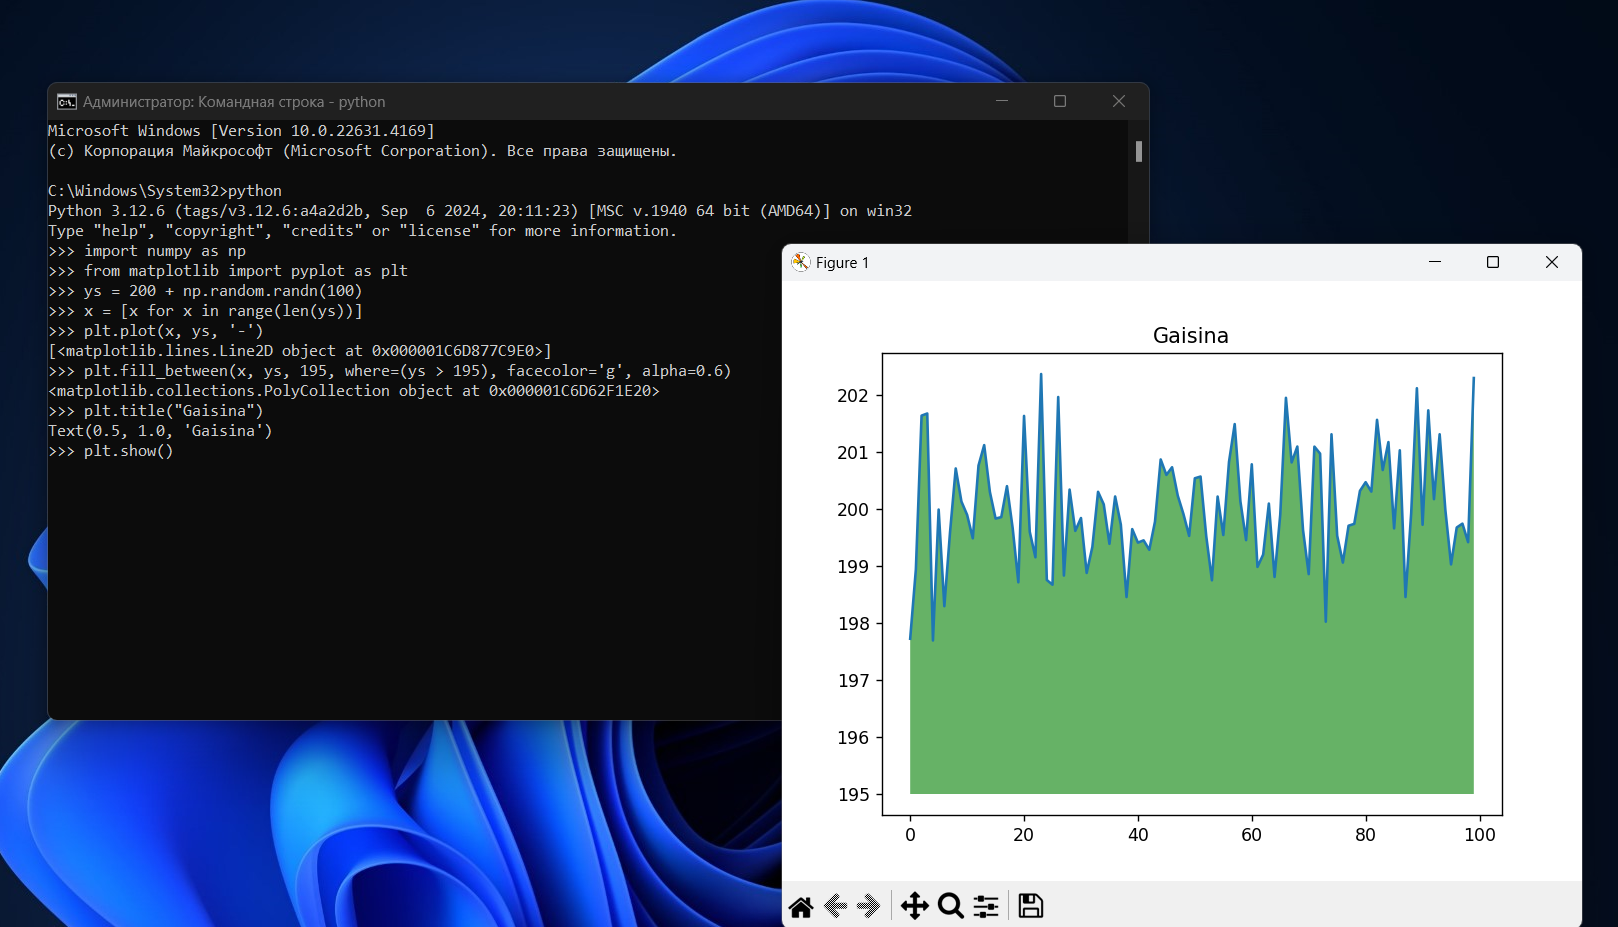 Администратор: Командная строка - python
Microsoft Windows [Version 10.0.22631.4169]
(c) Корпорация Майкрософт (Microsoft Corporation). Все права защищены.
C:\Windows\System32>python
Python 3.12.6 (tags/v3.12.6:a4a2d2b, Sep  6 2024, 20:11:23) [MSC v.1940 64 bit (AMD64)] on win32
Type "help", "copyright", "credits" or "license" for more information.
>>> import numpy as np
>>> from matplotlib import pyplot as plt
>>> ys = 200 + np.random.randn(100)
>>> x = [x for x in range(len(ys))]
>>> plt.plot(x, ys, '-')
[<matplotlib.lines.Line2D object at 0x000001C6D877C9E0>]
>>> plt.fill_between(x, ys, 195, where=(ys > 195), facecolor='g', alpha=0.6)
<matplotlib.collections.PolyCollection object at 0x000001C6D62F1E20>
>>> plt.title("Gaisina")
Text(0.5, 1.0, 'Gaisina')
>>> plt.show()
Figure 1
Gaisina
202
201
200
199
198
197
196
195
0 20 40 60 80 100